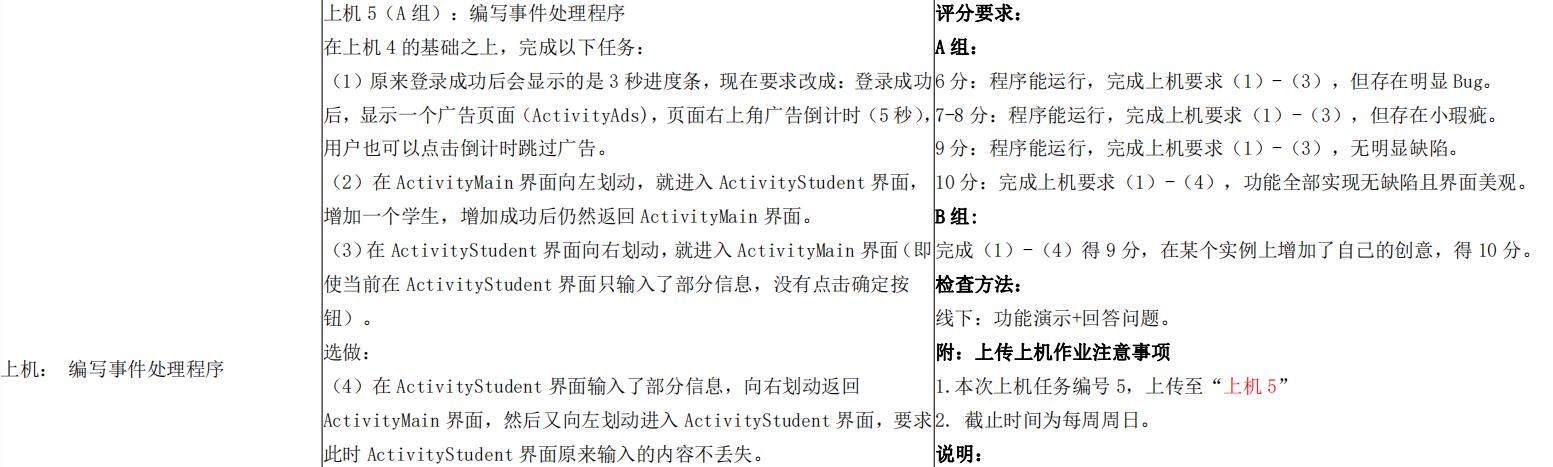 上机： 编写事件处理程序
上机 5（A 组）: 编写事件处理程序
在上机 4 的基础之上，完成以下任务：
（1）原来登录成功后会显示的是 3 秒进度条，现在要求改成：登录成功
后，显示一个广告页面（ActivityAds），页面右上角广告倒计时（5 秒），
用户也可以点击倒计时跳过广告。
（2）在 ActivityMain 界面向左划动，就进入 ActivityStudent 界面，
增加一个学生，增加成功后仍然返回 ActivityMain 界面。
（3）在 ActivityStudent 界面向右划动，就进入 ActivityMain 界面（即
使当前在 ActivityStudent 界面只输入了部分信息，没有点击确定按
钮）。
选做：
（4）在 ActivityStudent 界面输入了部分信息，向右划动返回
ActivityMain 界面，然后又向左划动进入 ActivityStudent 界面，要求
此时 ActivityStudent 界面原来输入的内容不丢失。
评分要求：
A 组：
6 分：程序能运行，完成上机要求（1）-（3），但存在明显 Bug。
7-8 分：程序能运行，完成上机要求（1）-（3），但存在小瑕疵。
9 分：程序能运行，完成上机要求（1）-（3），无明显缺陷。
10 分：完成上机要求（1）-（4），功能全部实现无缺陷且界面美观。
B 组：
完成（1）-（4）得 9 分，在某个实例上增加了自己的创意，得 10 分。
检查方法：
线下：功能演示+回答问题。
附：上传上机作业注意事项
1.本次上机任务编号 5，上传至“上机 5”
2. 截止时间为每周周日。
说明：